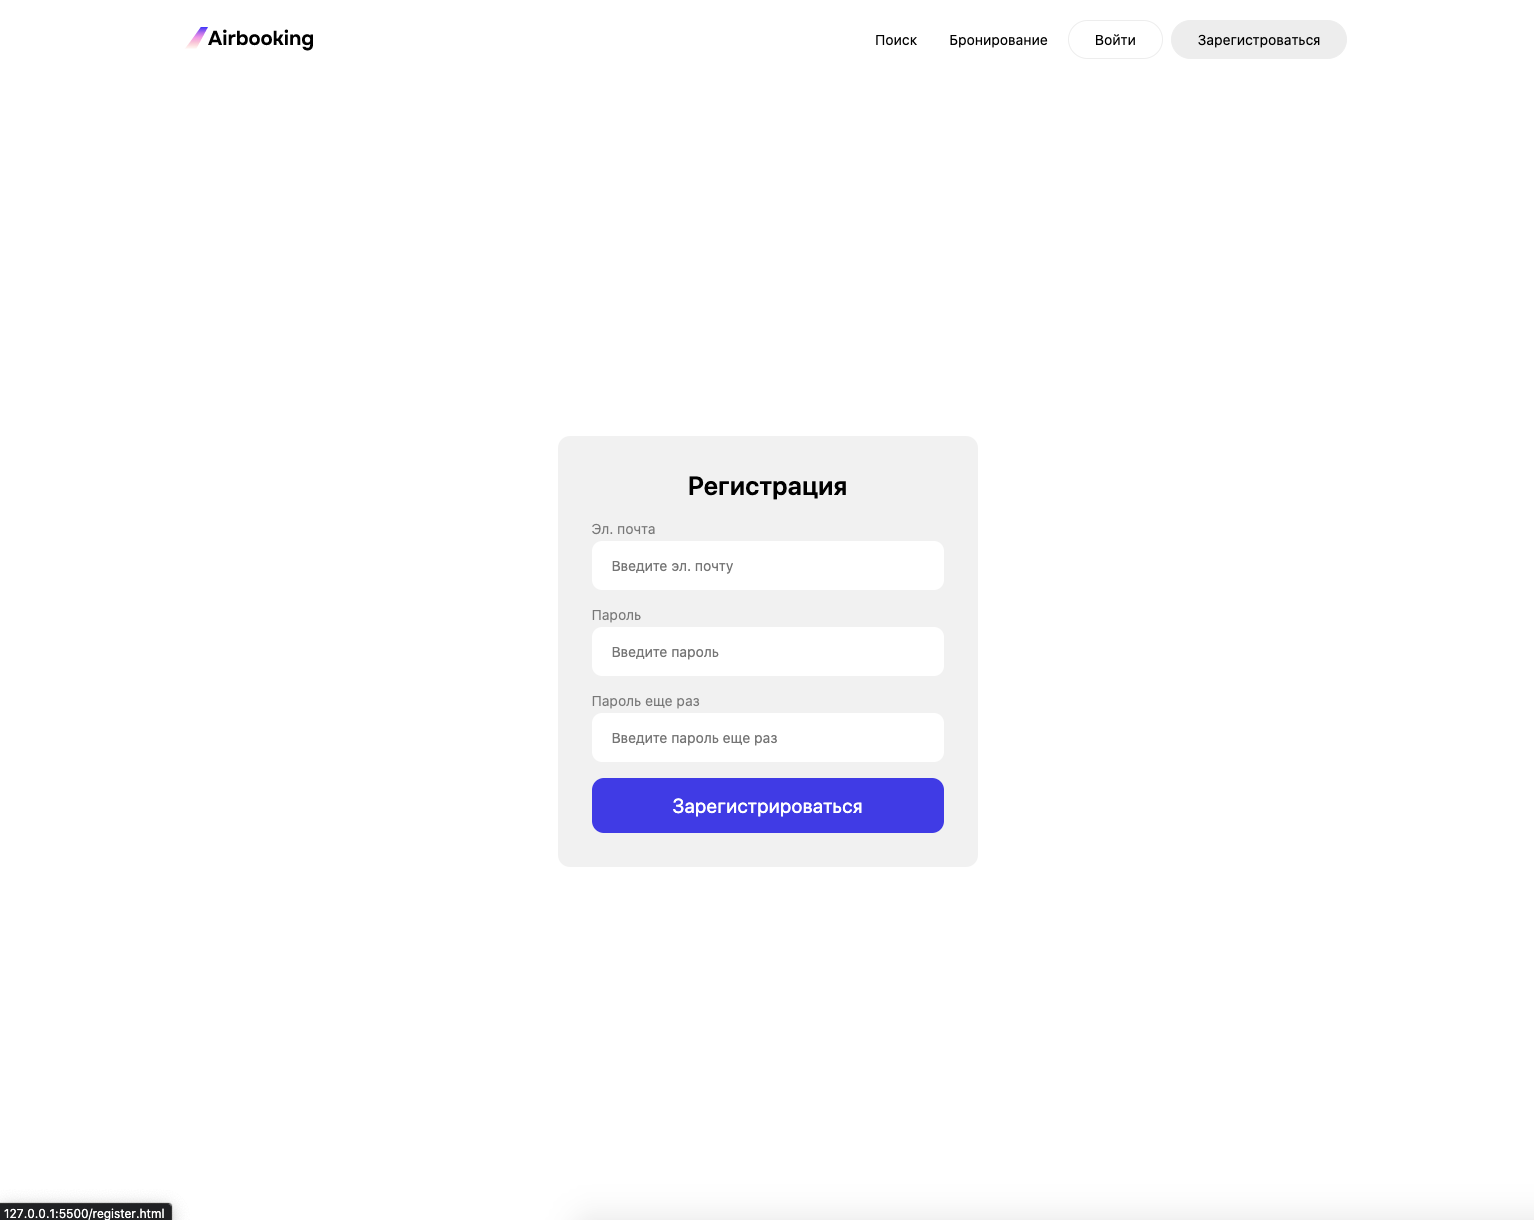 Airbooking
Поиск
Бронирование
Войти
Зарегистроваться
Регистрация
Эл. почта
Введите эл. почту
Пароль
Введите пароль
Пароль еще раз
Введите пароль еще раз
Зарегистрироваться
127.0.0.1:5500/register.html